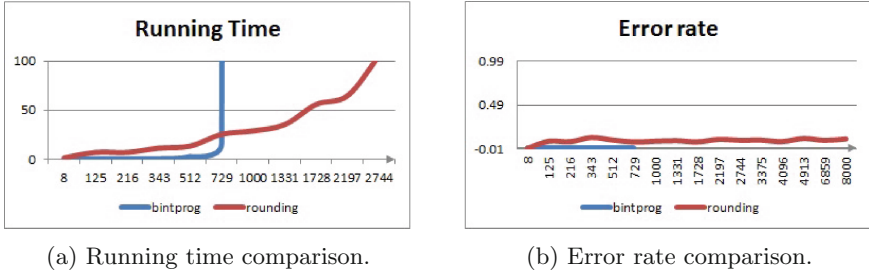 Running Time
100
50
0
8 125 216 343 512 729 1000 1331 1728 2197 2744
bintprog rounding
(a) Running time comparison.
Error rate
0.99
0.49
-0.01
8 125 216 343 512 729 1000 1331 1728 2197 2744 3375 4096 4913 6859 8000
bintprog rounding
(b) Error rate comparison.